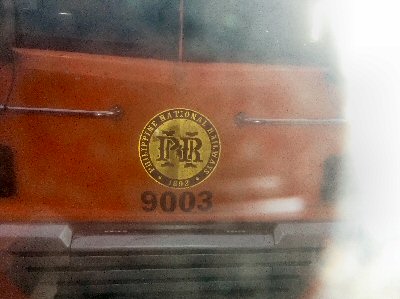 PHILIPPINE NATIONAL RAILWAYS
PNR
1892
9003